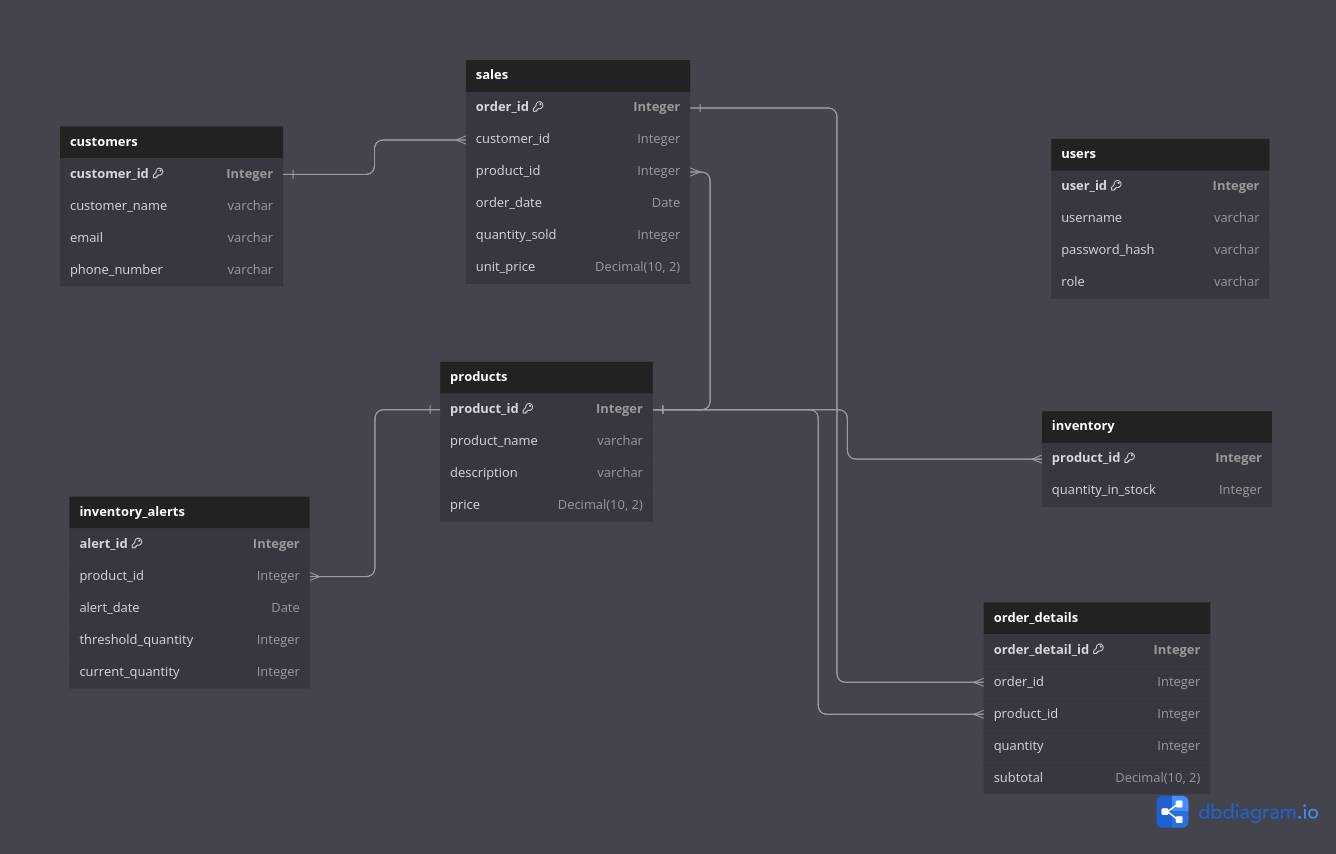 sales
order_id Integer
customer_id Integer
product_id Integer
order_date Date
quantity_sold Integer
unit_price Decimal(10, 2)
customers
customer_id Integer
customer_name varchar
email varchar
phone_number varchar
users
user_id Integer
username varchar
password_hash varchar
role varchar
products
product_id Integer
product_name varchar
description varchar
price Decimal(10, 2)
inventory
product_id Integer
quantity_in_stock Integer
inventory_alerts
alert_id Integer
product_id Integer
alert_date Date
threshold_quantity Integer
current_quantity Integer
order_details
order_detail_id Integer
order_id Integer
product_id Integer
quantity Integer
subtotal Decimal(10, 2)
dbdiagram.io